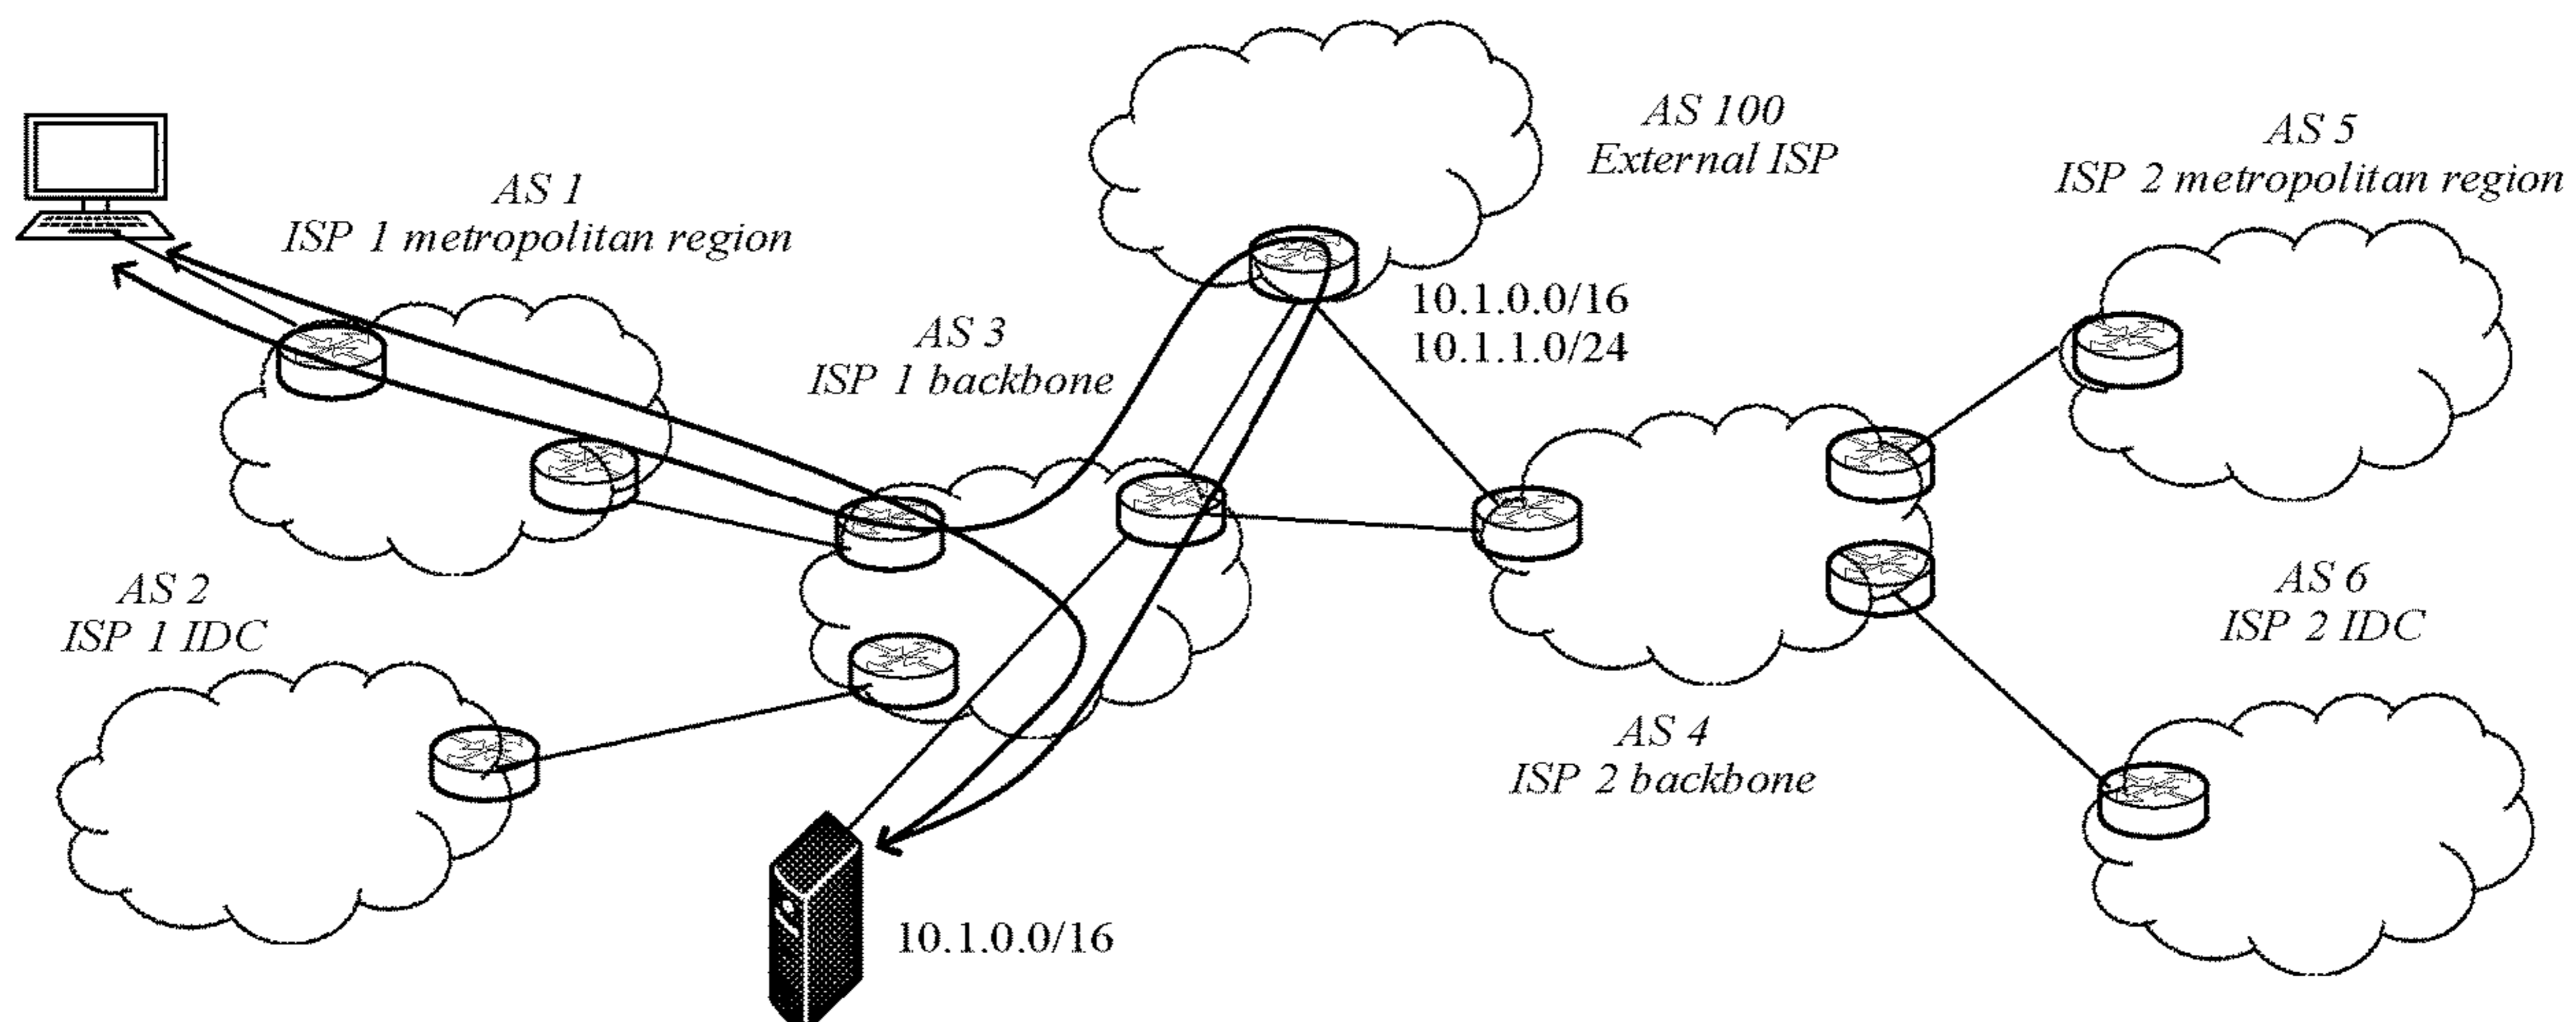 AS 100
External ISP
AS 5
ISP 2 metropolitan region
AS 1
ISP 1 metropolitan region
10.1.0.0/16
10.1.1.0/24
AS 3
ISP 1 backbone
AS 2
ISP 1 IDC
AS 6
ISP 2 IDC
AS 4
ISP 2 backbone
10.1.0.0/16